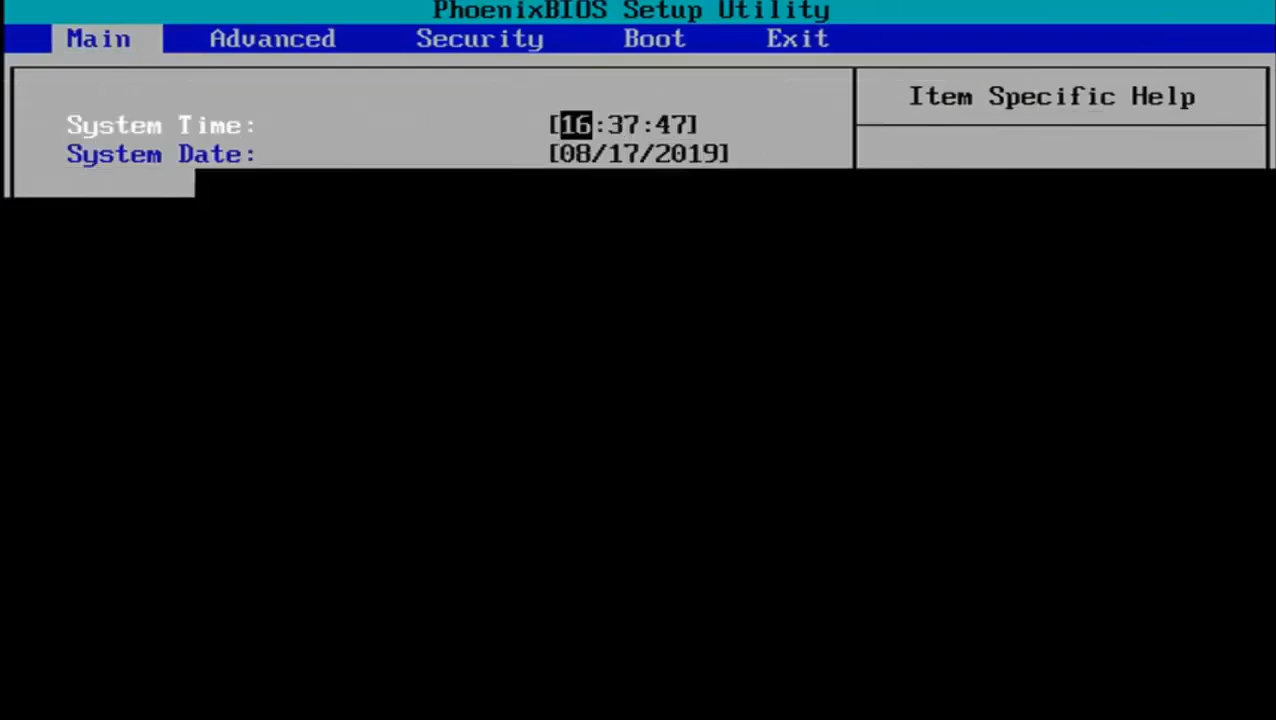 PhoenixBIOS Setup Utility
Main Advanced Security Boot Exit
Item Specific Help
System Time: [16:37:47]
System Date: [08/17/2019]